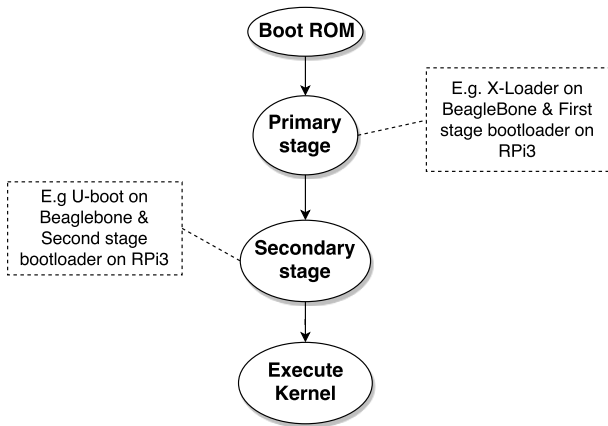 Boot ROM
E.g. X-Loader on
BeagleBone & First
stage bootloader on
RPi3
Primary
stage
E.g U-boot on
Beaglebone &
Second stage
bootloader on RPi3
Secondary
stage
Execute
Kernel